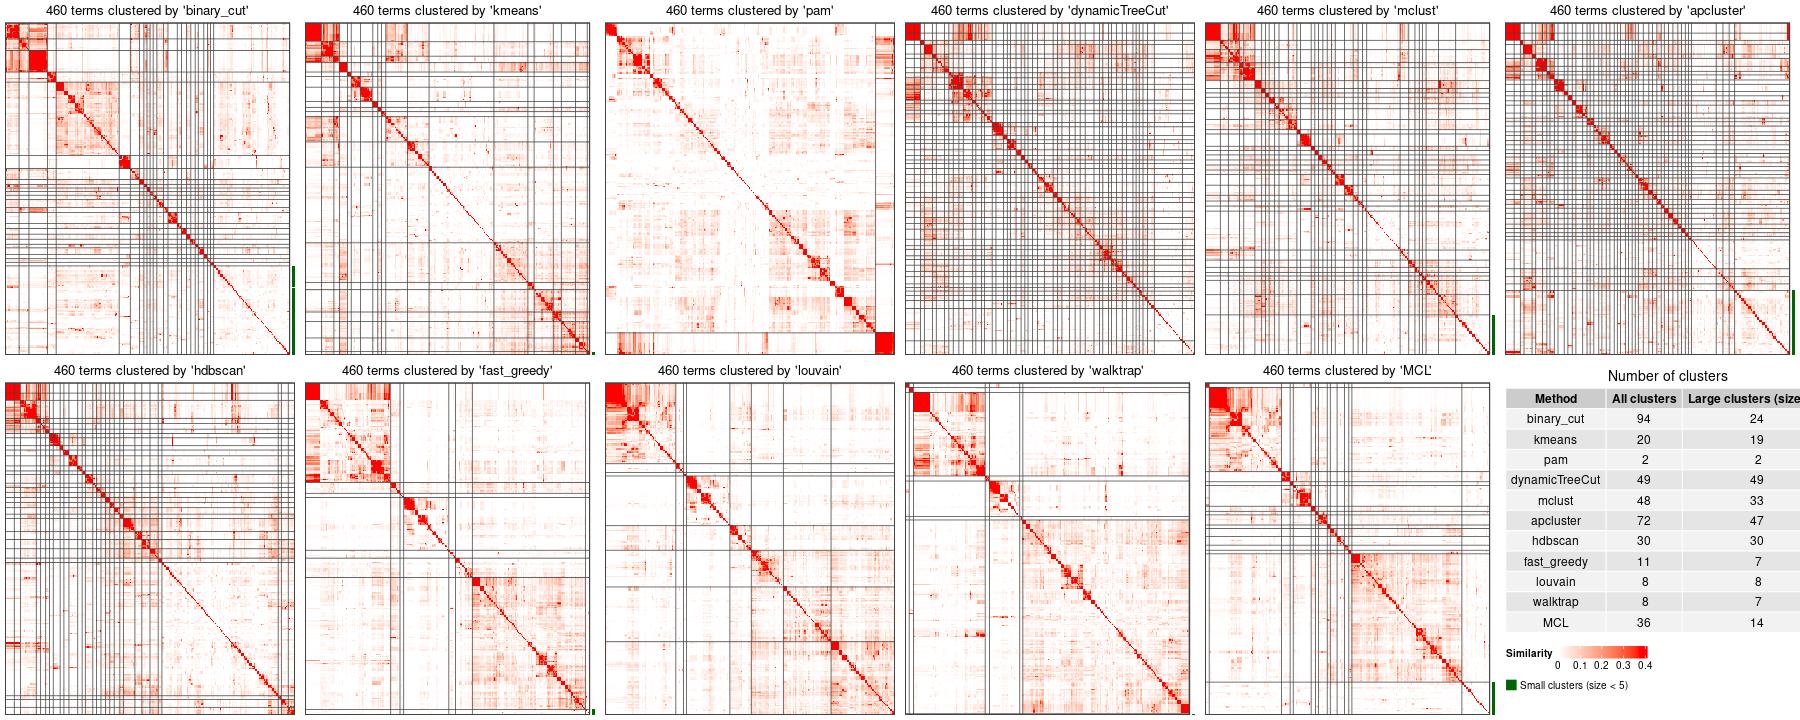 460 terms clustered by 'binary_cut'
460 terms clustered by 'kmeans'
460 terms clustered by 'pam'
460 terms clustered by 'dynamicTreeCut'
460 terms clustered by 'mclust'
460 terms clustered by 'apcluster'
460 terms clustered by 'hdbscan'
460 terms clustered by 'fast_greedy'
460 terms clustered by 'louvain'
460 terms clustered by 'walktrap'
460 terms clustered by 'MCL'
Number of clusters
Method All clusters Large clusters (size
binary_cut 94 24
kmeans 20 19
pam 2 2
dynamicTreeCut 49 49
mclust 48 33
apcluster 72 47
hdbscan 30 30
fast_greedy 11 7
louvain 8 8
walktrap 8 7
MCL 36 14
Similarity
0 0.1 0.2 0.3 0.4
Small clusters (size < 5)